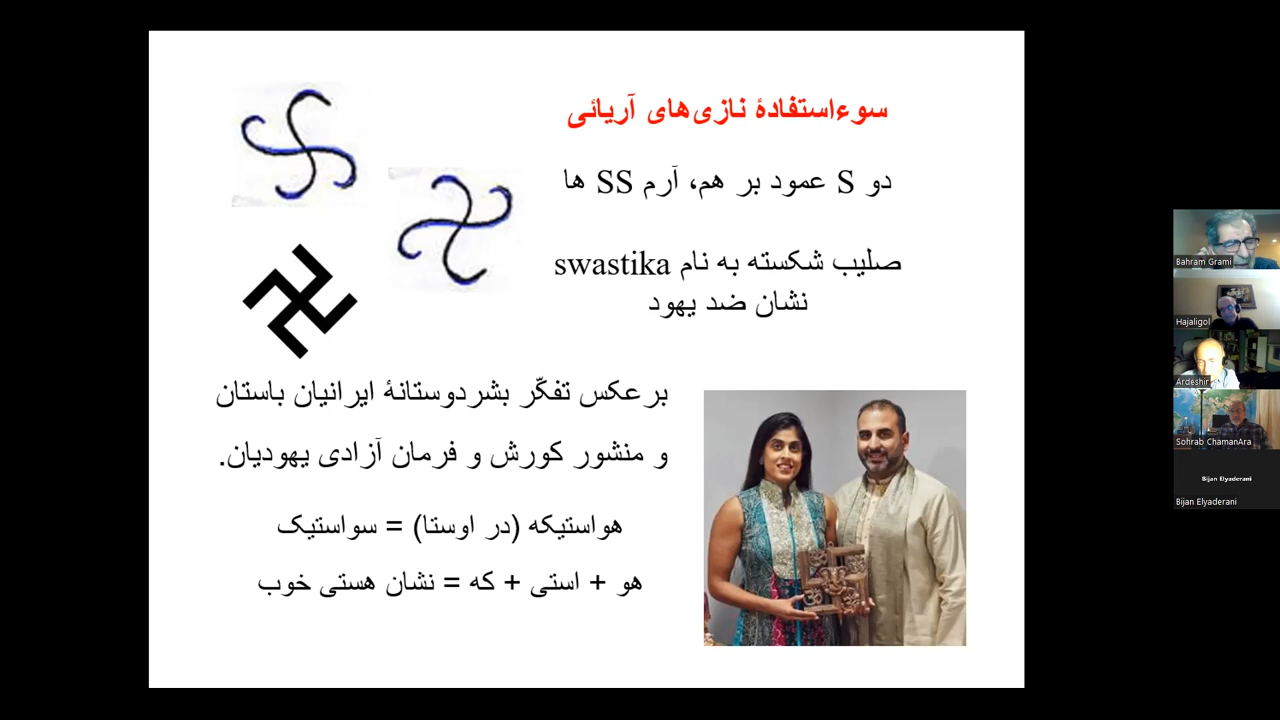 سوء‌استفادهٔ نازی‌های آریائی
دو S عمود بر هم، آرم SS ها
صلیب شکسته به نام swastika
نشان ضد یهود
برعکس تفکّر بشردوستانهٔ ایرانیان باستان
و منشور کورش و فرمان آزادی یهودیان.
هواستیکه (در اوستا) = سواستیک
هو + استی + که = نشان هستی خوب
Bahram Grami
Hajaligol
Ardeshir
Sohrab ChamanAra
Bijan Elyaderani
Bijan Elyaderani